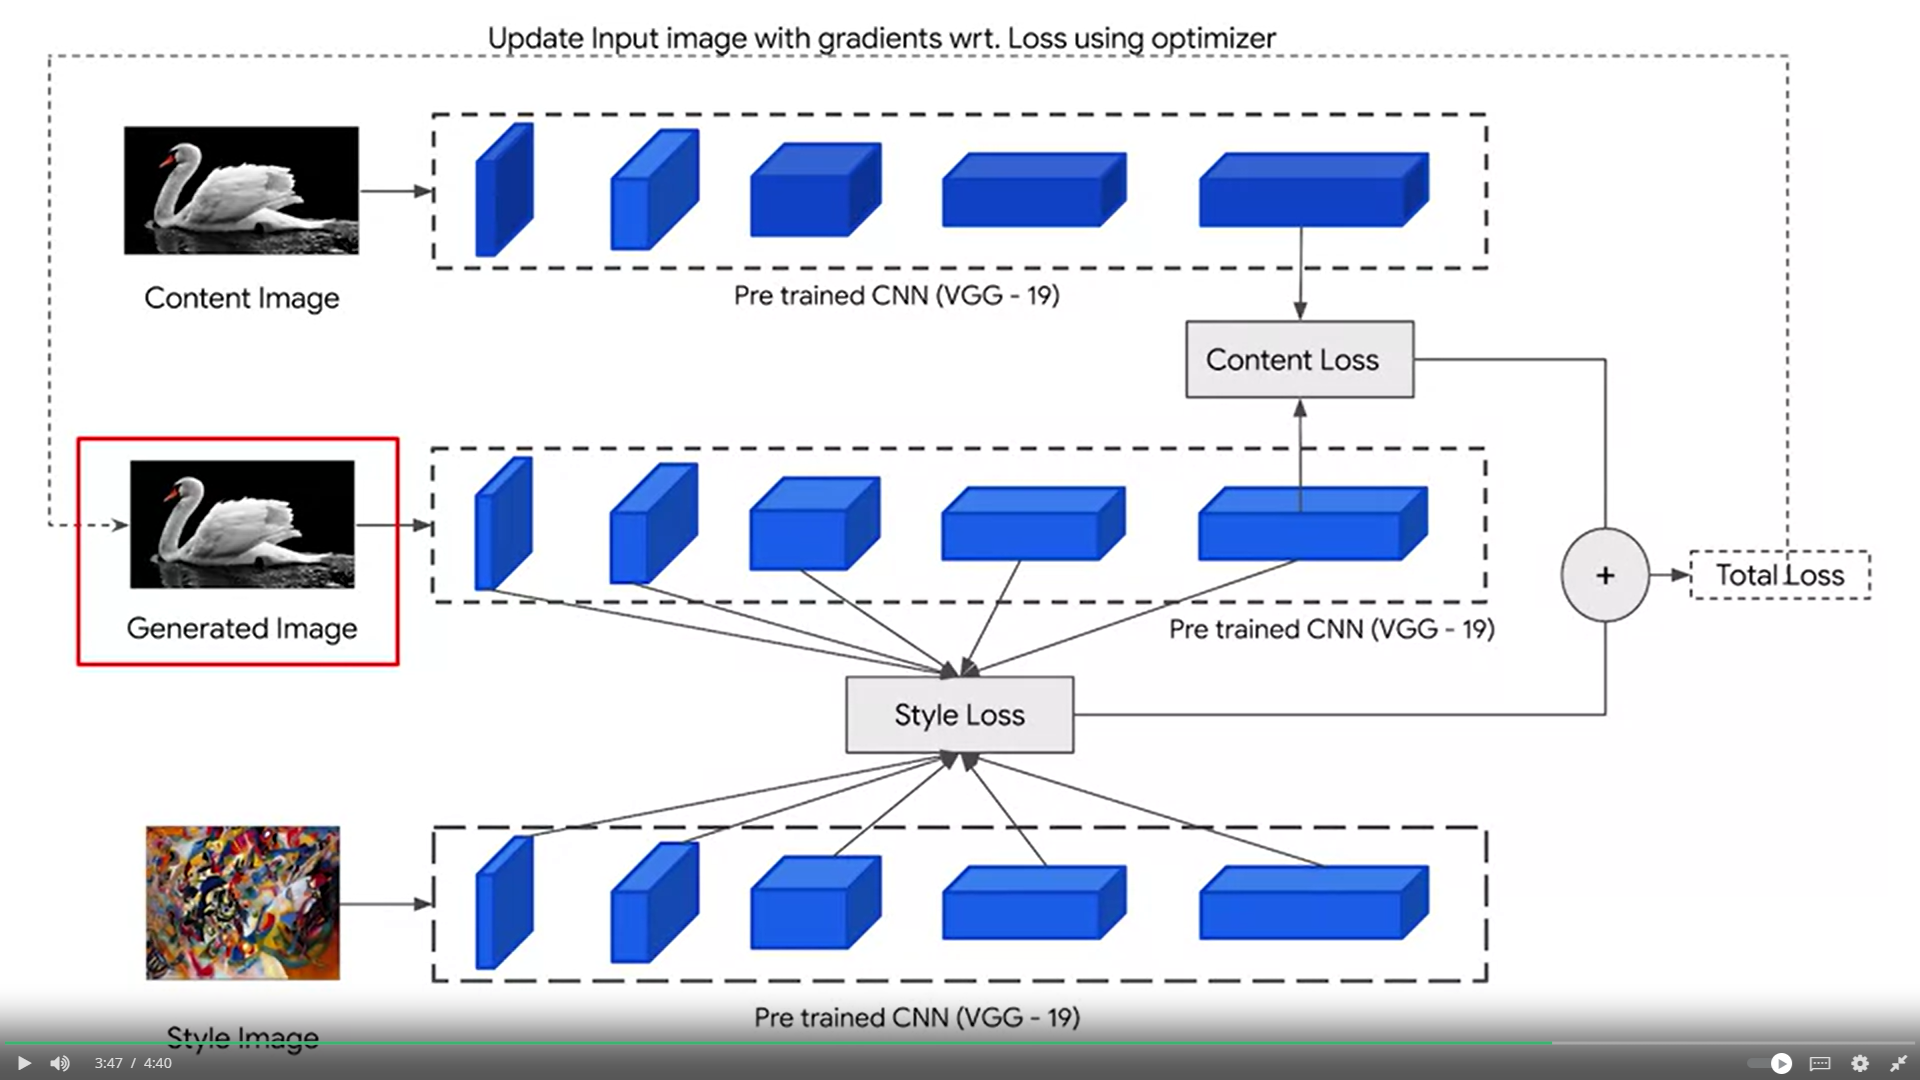 Update Input image with gradients wrt. Loss using optimizer
Content Image
Pre trained CNN (VGG - 19)
Content Loss
Generated Image
Pre trained CNN (VGG - 19)
+
Total Loss
Style Loss
Pre trained CNN (VGG - 19)
Style Image
3:47 / 4:40